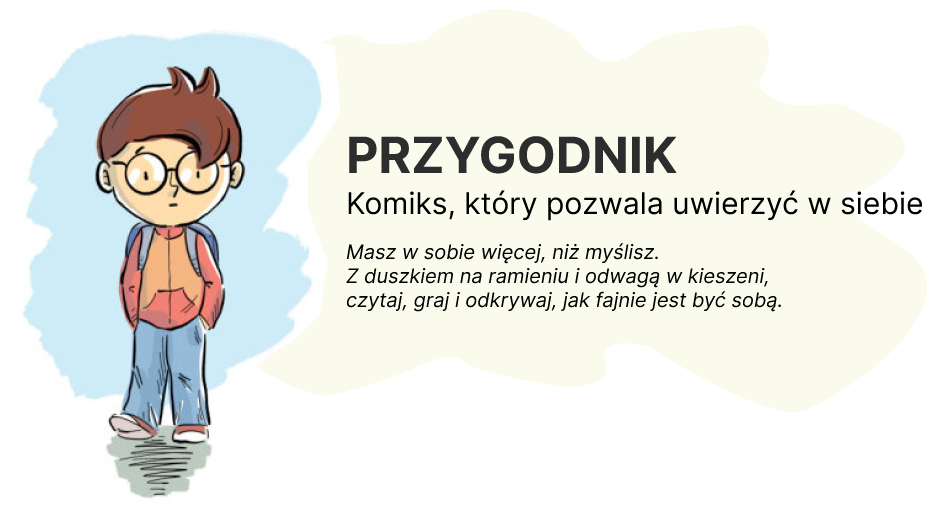 PRZYGODNIK
Komiks, który pozwala uwierzyć w siebie
Masz w sobie więcej, niż myślisz.
Z duszkiem na ramieniu i odwagą w kieszeni,
czytaj, graj i odkrywaj, jak fajnie jest być sobą.